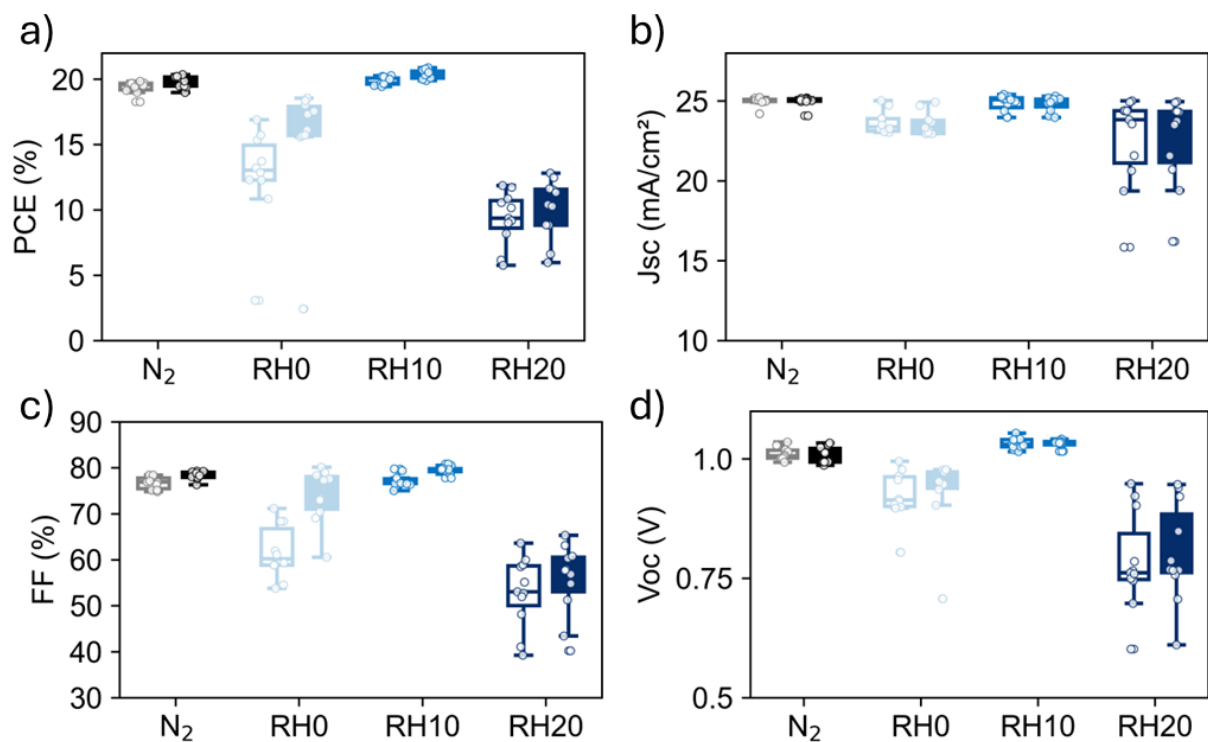 a)
PCE (%)
20
15
10
5
0
N₂ RH0 RH10 RH20
b)
Jsc (mA/cm²)
25
20
15
10
N₂ RH0 RH10 RH20
c)
FF (%)
90
80
70
60
50
40
30
N₂ RH0 RH10 RH20
d)
Voc (V)
1.0
0.75
0.5
N₂ RH0 RH10 RH20